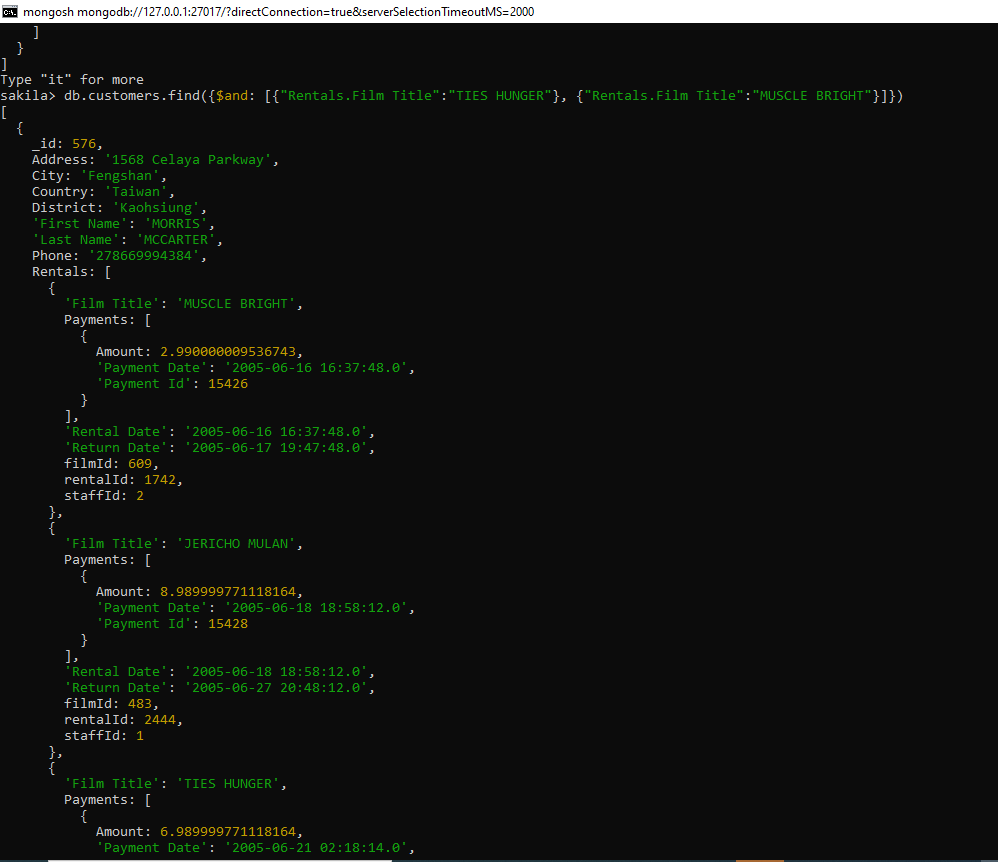 mongosh mongodb://127.0.0.1:27017/?directConnection=true&serverSelectionTimeoutMS=2000
    ]
  }
]
Type "it" for more
sakila> db.customers.find({$and: [{"Rentals.Film Title":"TIES HUNGER"}, {"Rentals.Film Title":"MUSCLE BRIGHT"}]})
[
  {
    _id: 576,
    Address: '1568 Celaya Parkway',
    City: 'Fengshan',
    Country: 'Taiwan',
    District: 'Kaohsiung',
    'First Name': 'MORRIS',
    'Last Name': 'MCCARTER',
    Phone: '278669994384',
    Rentals: [
      {
        'Film Title': 'MUSCLE BRIGHT',
        Payments: [
          {
            Amount: 2.990000009536743,
            'Payment Date': '2005-06-16 16:37:48.0',
            'Payment Id': 15426
          }
        ],
        'Rental Date': '2005-06-16 16:37:48.0',
        'Return Date': '2005-06-17 19:47:48.0',
        filmId: 609,
        rentalId: 1742,
        staffId: 2
      },
      {
        'Film Title': 'JERICHO MULAN',
        Payments: [
          {
            Amount: 8.989999771118164,
            'Payment Date': '2005-06-18 18:58:12.0',
            'Payment Id': 15428
          }
        ],
        'Rental Date': '2005-06-18 18:58:12.0',
        'Return Date': '2005-06-27 20:48:12.0',
        filmId: 483,
        rentalId: 2444,
        staffId: 1
      },
      {
        'Film Title': 'TIES HUNGER',
        Payments: [
          {
            Amount: 6.989999771118164,
            'Payment Date': '2005-06-21 02:18:14.0',